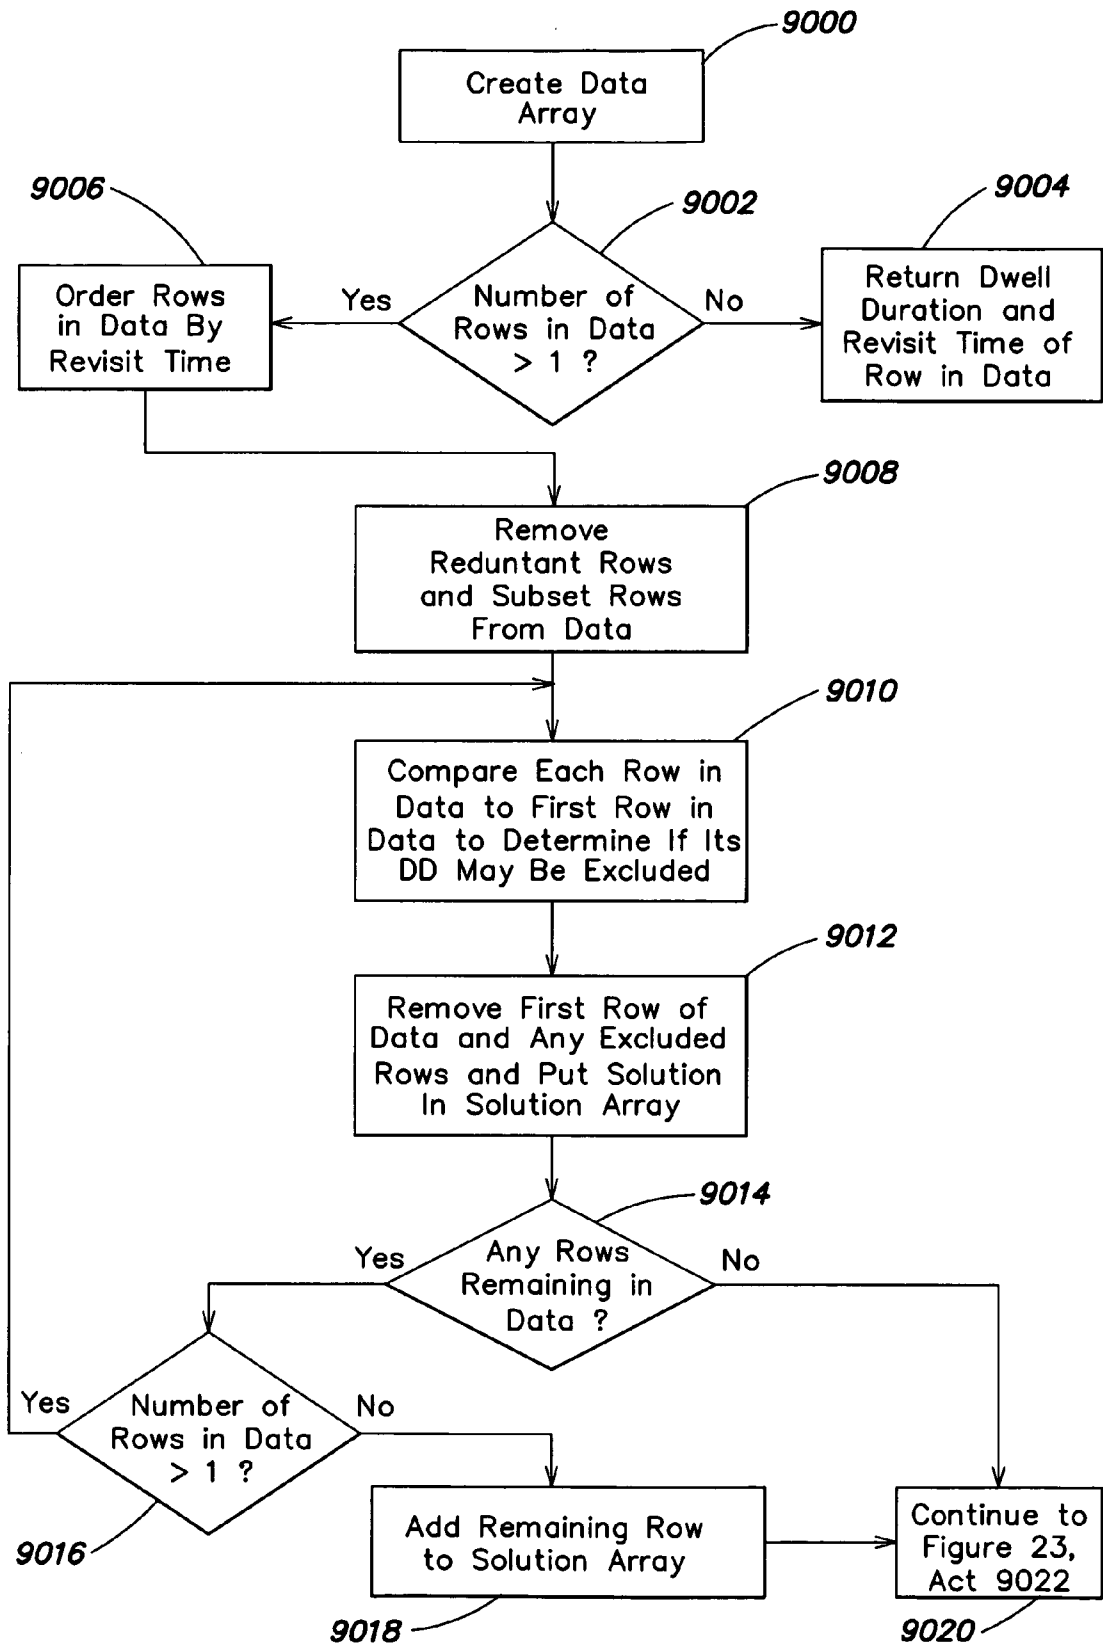 9000
Create Data
Array
9006
9002
9004
Order Rows
in Data By
Revisit Time
Yes
Number of
Rows in Data
> 1 ?
No
Return Dwell
Duration and
Revisit Time of
Row in Data
9008
Remove
Reduntant Rows
and Subset Rows
From Data
9010
Compare Each Row in
Data to First Row in
Data to Determine If Its
DD May Be Excluded
9012
Remove First Row of
Data and Any Excluded
Rows and Put Solution
In Solution Array
9014
Yes
Any Rows
Remaining in
Data ?
No
Yes
Number of
Rows in Data
> 1 ?
No
9016
Add Remaining Row
to Solution Array
9018
Continue to
Figure 23,
Act 9022
9020